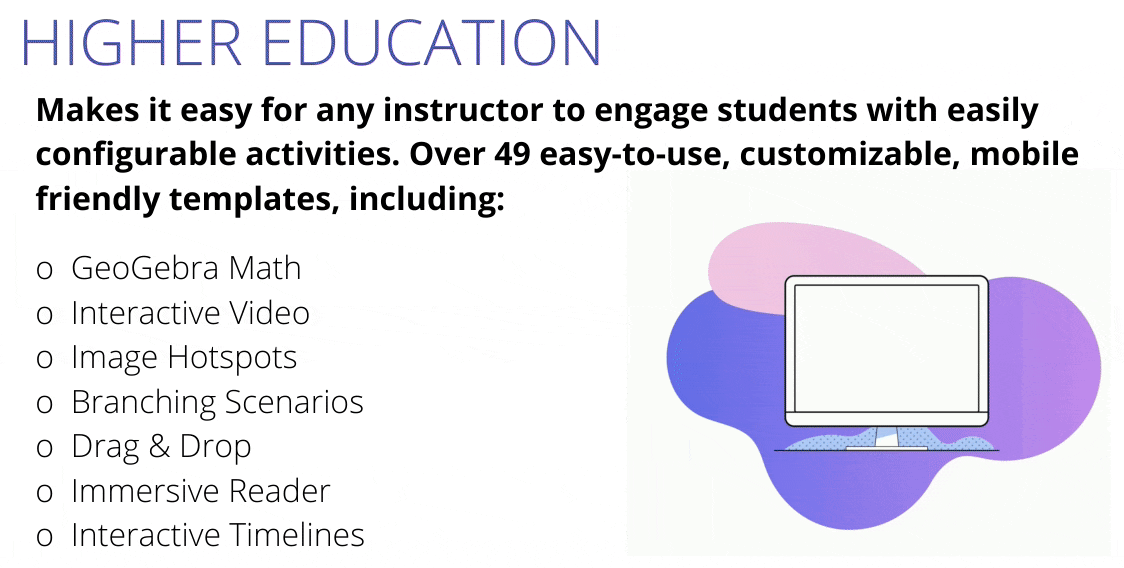 HIGHER EDUCATION
Makes it easy for any instructor to engage students with easily
configurable activities. Over 49 easy-to-use, customizable, mobile
friendly templates, including:
o GeoGebra Math
o Interactive Video
o Image Hotspots
o Branching Scenarios
o Drag & Drop
o Immersive Reader
o Interactive Timelines